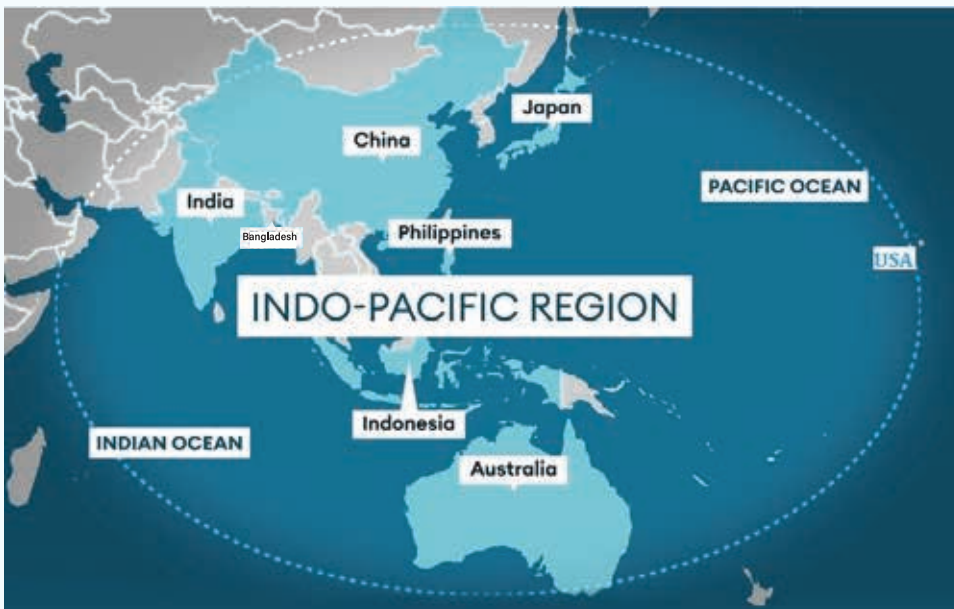 Japan
China
PACIFIC OCEAN
India
Bangladesh
Philippines
USA
INDO-PACIFIC REGION
Indonesia
INDIAN OCEAN
Australia